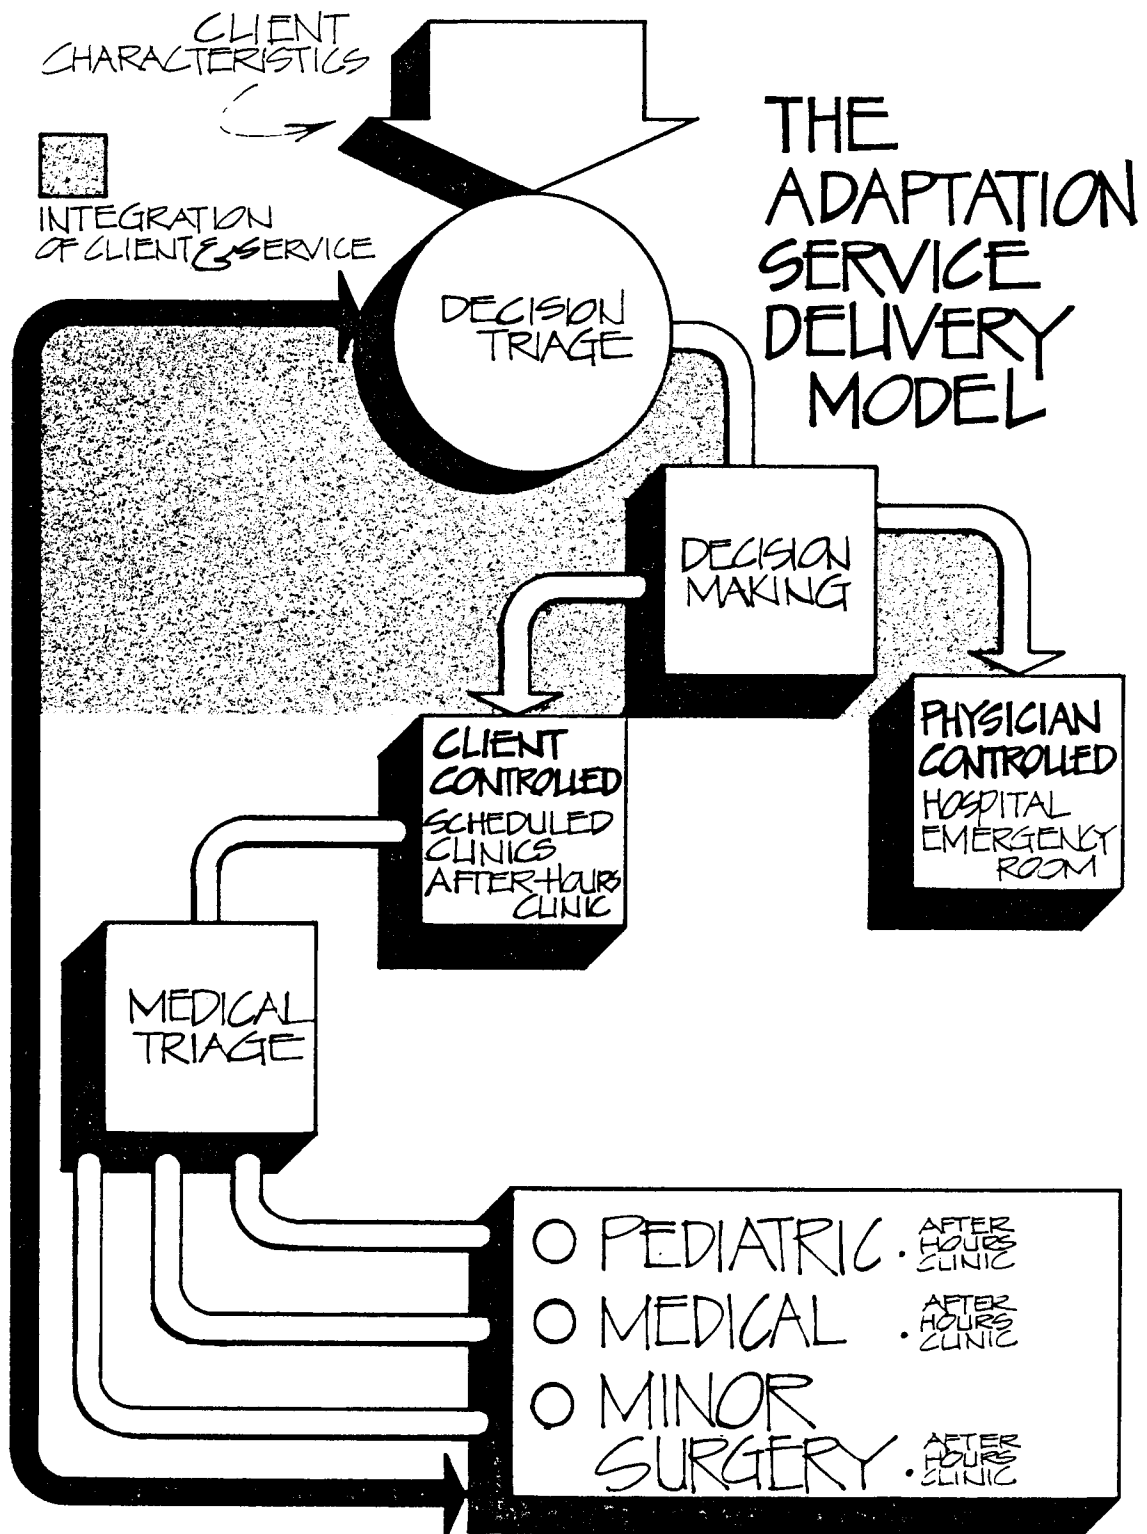 CLIENT
CHARACTERISTICS
THE
ADAPTATION
SERVICE
DELIVERY
MODEL
INTEGRATION
OF CLIENT & SERVICE
DECISION
TRIAGE
DECISION
MAKING
CLIENT
CONTROLLED
SCHEDULED
CLINICS
AFTER-HOURS
CLINIC
PHYSICIAN
CONTROLLED
HOSPITAL
EMERGENCY
ROOM
MEDICAL
TRIAGE
PEDIATRIC • AFTER
HOURS
CLINIC
MEDICAL • AFTER
HOURS
CLINIC
MINOR
SURGERY • AFTER
HOURS
CLINIC